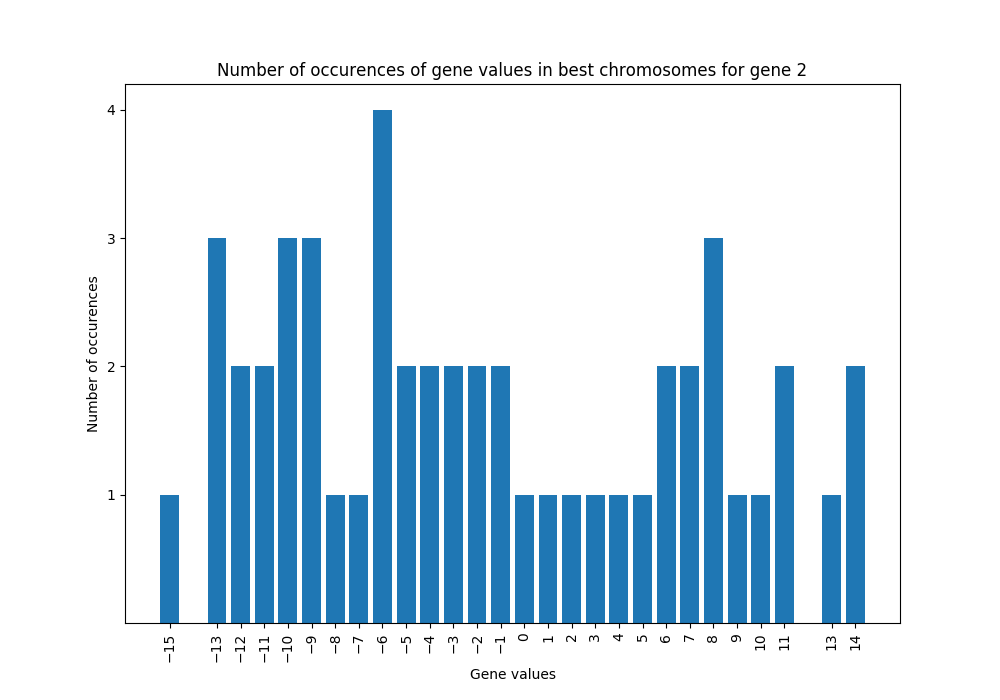 Number of occurences of gene values in best chromosomes for gene 2
4
3
2
1
Number of occurences
−15 −13 −12 −11 −10 −9 −8 −7 −6 −5 −4 −3 −2 −1 0 1 2 3 4 5 6 7 8 9 10 11 13 14
Gene values